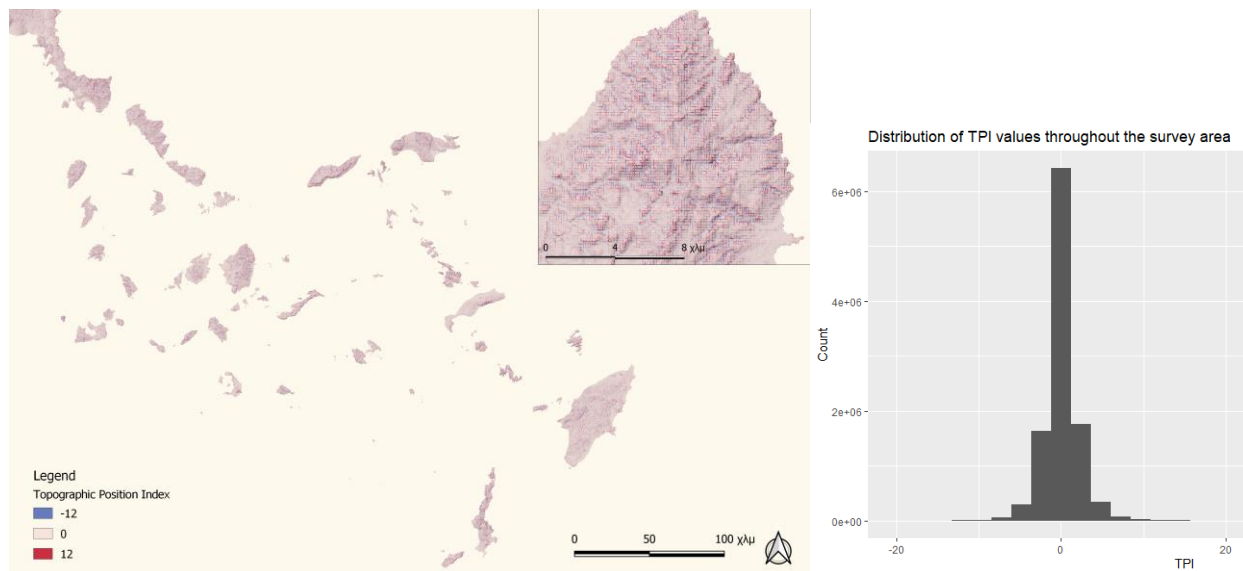 0 4 8 χλμ
Legend
Topographic Position Index
-12
0
12
0 50 100 χλμ
Distribution of TPI values throughout the survey area
Count
6e+06
4e+06
2e+06
0e+00
-20 0 20
TPI